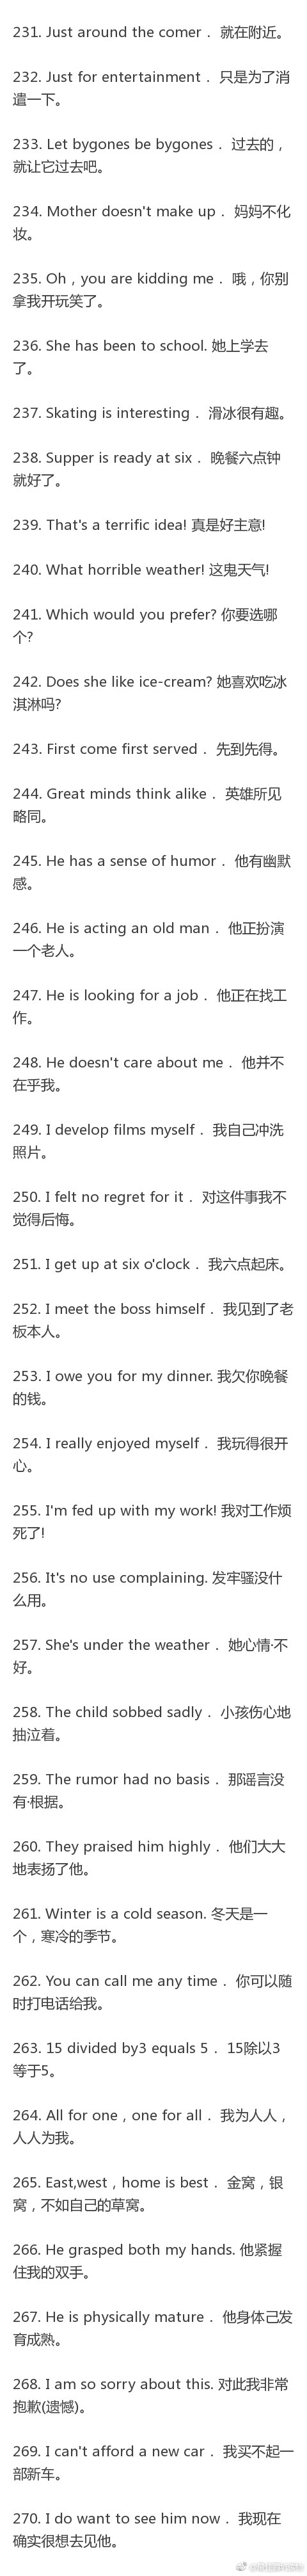 231. Just around the comer． 就在附近。
232. Just for entertainment． 只是为了消
遣一下。
233. Let bygones be bygones． 过去的，
就让它过去吧。
234. Mother doesn't make up． 妈妈不化
妆。
235. Oh，you are kidding me． 哦，你别
拿我开玩笑了。
236. She has been to school. 她上学去
了。
237. Skating is interesting． 滑冰很有趣。
238. Supper is ready at six． 晚餐六点钟
就好了。
239. That's a terrific idea! 真是好主意!
240. What horrible weather! 这鬼天气!
241. Which would you prefer? 你要选哪
个?
242. Does she like ice-cream? 她喜欢吃冰
淇淋吗?
243. First come first served． 先到先得。
244. Great minds think alike． 英雄所见
略同。
245. He has a sense of humor． 他有幽默
感。
246. He is acting an old man． 他正扮演
一个老人。
247. He is looking for a job． 他正在找工
作。
248. He doesn't care about me． 他并不
在乎我。
249. I develop films myself． 我自己冲洗
照片。
250. I felt no regret for it． 对这件事我不
觉得后悔。
251. I get up at six o'clock． 我六点起床。
252. I meet the boss himself． 我见到了老
板本人。
253. I owe you for my dinner. 我欠你晚餐
的钱。
254. I really enjoyed myself． 我玩得很开
心。
255. I'm fed up with my work! 我对工作烦
死了!
256. It's no use complaining. 发牢骚没什
么用。
257. She's under the weather． 她心情·不
好。
258. The child sobbed sadly． 小孩伤心地
抽泣着。
259. The rumor had no basis． 那谣言没
有·根据。
260. They praised him highly． 他们大大
地表扬了他。
261. Winter is a cold season. 冬天是一
个，寒冷的季节。
262. You can call me any time． 你可以随
时打电话给我。
263. 15 divided by3 equals 5． 15除以3
等于5。
264. All for one，one for all． 我为人人，
人人为我。
265. East,west，home is best． 金窝，银
窝，不如自己的草窝。
266. He grasped both my hands. 他紧握
住我的双手。
267. He is physically mature． 他身体己发
育成熟。
268. I am so sorry about this. 对此我非常
抱歉(遗憾)。
269. I can't afford a new car． 我买不起一
部新车。
270. I do want to see him now． 我现在
确实很想去见他。